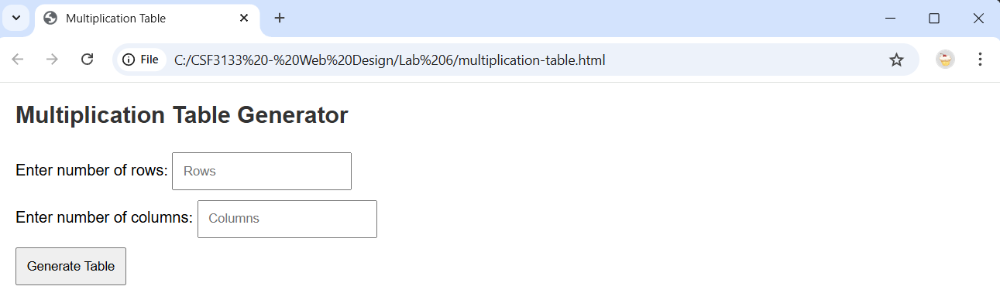 Multiplication Table
File C:/CSF3133%20-%20Web%20Design/Lab%206/multiplication-table.html
Multiplication Table Generator
Enter number of rows: Rows
Enter number of columns: Columns
Generate Table